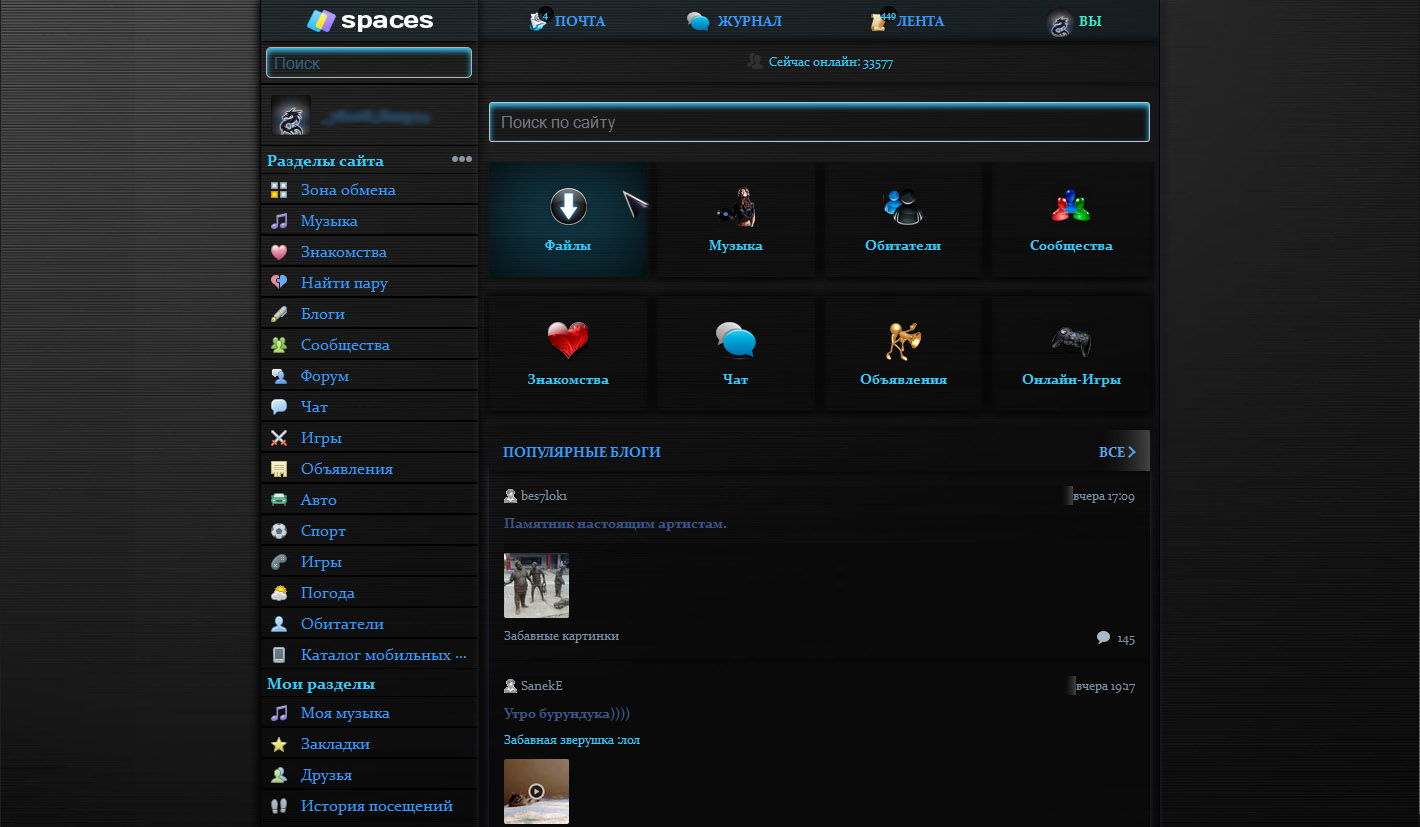 spaces
4
ПОЧТА
ЖУРНАЛ
449
ЛЕНТА
ВЫ
Поиск
Сейчас онлайн: 33577
Поиск по сайту
Разделы сайта
Зона обмена
Музыка
Знакомства
Найти пару
Блоги
Сообщества
Форум
Чат
Игры
Объявления
Авто
Спорт
Игры
Погода
Обитатели
Каталог мобильных ...
Мои разделы
Моя музыка
Закладки
Друзья
История посещений
Файлы
Музыка
Обитатели
Сообщества
Знакомства
Чат
Объявления
Онлайн-Игры
ПОПУЛЯРНЫЕ БЛОГИ
ВСЕ
bes7lok1
вчера 17:09
Памятник настоящим артистам.
Забавные картинки
145
SanekE
вчера 19:17
Утро бурундука))))
Забавная зверушка :лол